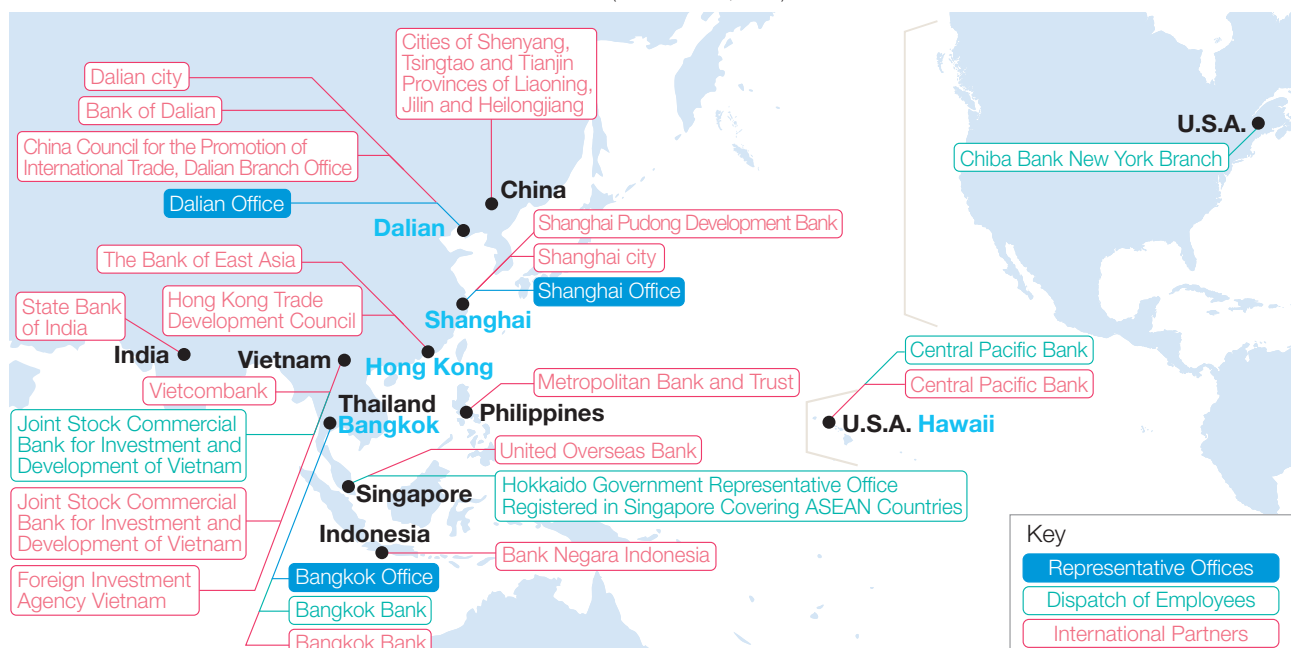 Cities of Shenyang,
Tsingtao and Tianjin
Provinces of Liaoning,
Jilin and Heilongjiang
Dalian city
Bank of Dalian
China Council for the Promotion of
International Trade, Dalian Branch Office
Dalian Office
China
Dalian
U.S.A.
Chiba Bank New York Branch
Shanghai Pudong Development Bank
Shanghai city
Shanghai Office
Shanghai
The Bank of East Asia
Hong Kong Trade
Development Council
Hong Kong
State Bank
of India
India
Vietnam
Vietcombank
Joint Stock Commercial
Bank for Investment and
Development of Vietnam
Joint Stock Commercial
Bank for Investment and
Development of Vietnam
Foreign Investment
Agency Vietnam
Thailand
Bangkok
Bangkok Office
Bangkok Bank
Bangkok Bank
Metropolitan Bank and Trust
Philippines
Central Pacific Bank
Central Pacific Bank
U.S.A. Hawaii
United Overseas Bank
Hokkaido Government Representative Office
Registered in Singapore Covering ASEAN Countries
Singapore
Indonesia
Bank Negara Indonesia
Key
Representative Offices
Dispatch of Employees
International Partners